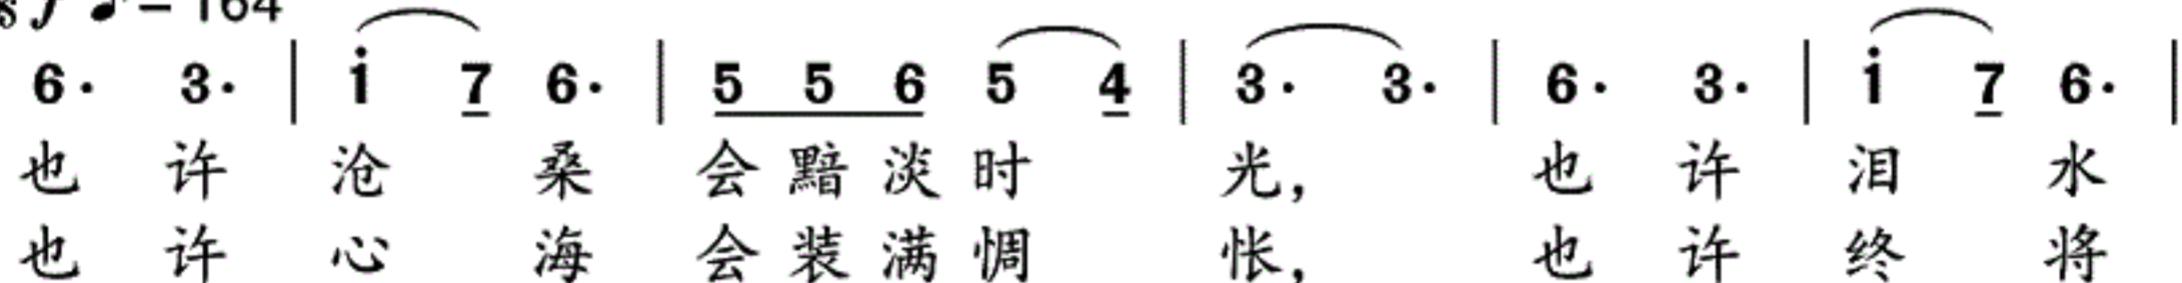 = 164
6· 3· | i 7 6· | 5 5 6 5 4 | 3· 3· | 6· 3· | i 7 6· |
也 许 沧 桑 会 黯 淡 时 光， 也 许 泪 水
也 许 心 海 会 装 满 惆 怅， 也 许 终 将